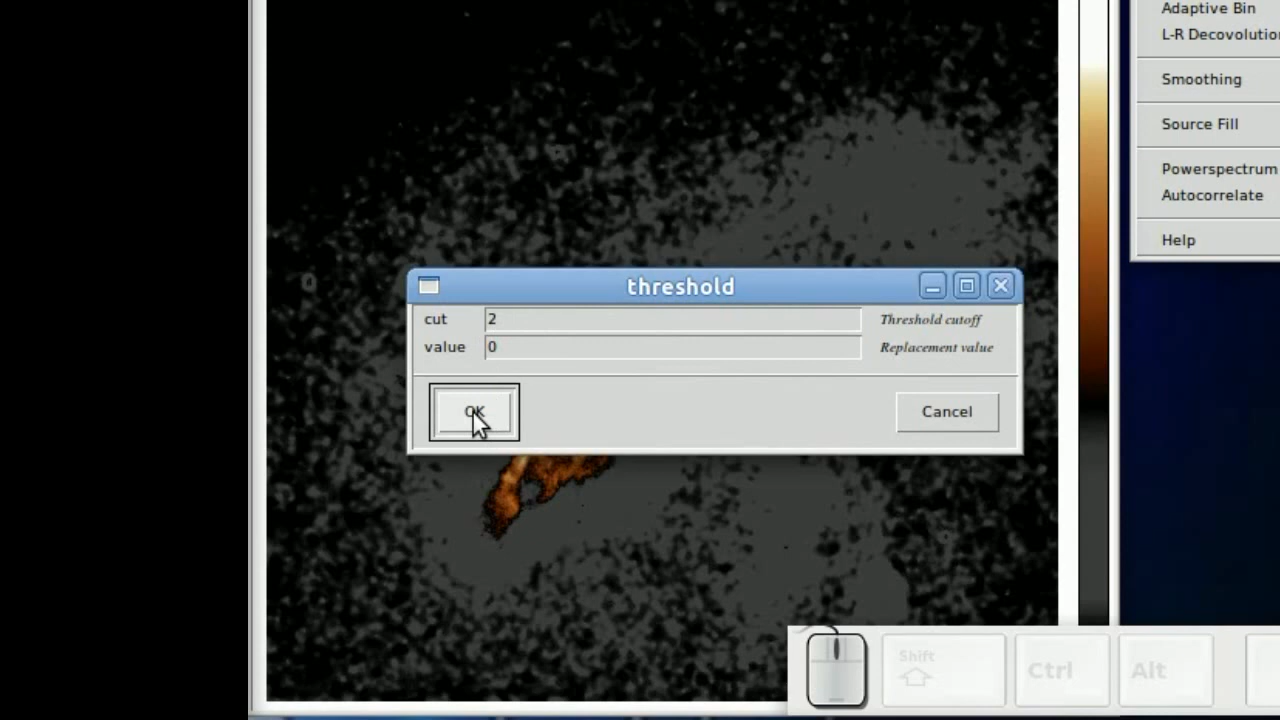 Adaptive Bin
L-R Decovolutio
Smoothing
Source Fill
Powerspectrum
Autocorrelate
Help
threshold
cut 2 Threshold cutoff
value 0 Replacement value
OK Cancel
Shift Ctrl Alt